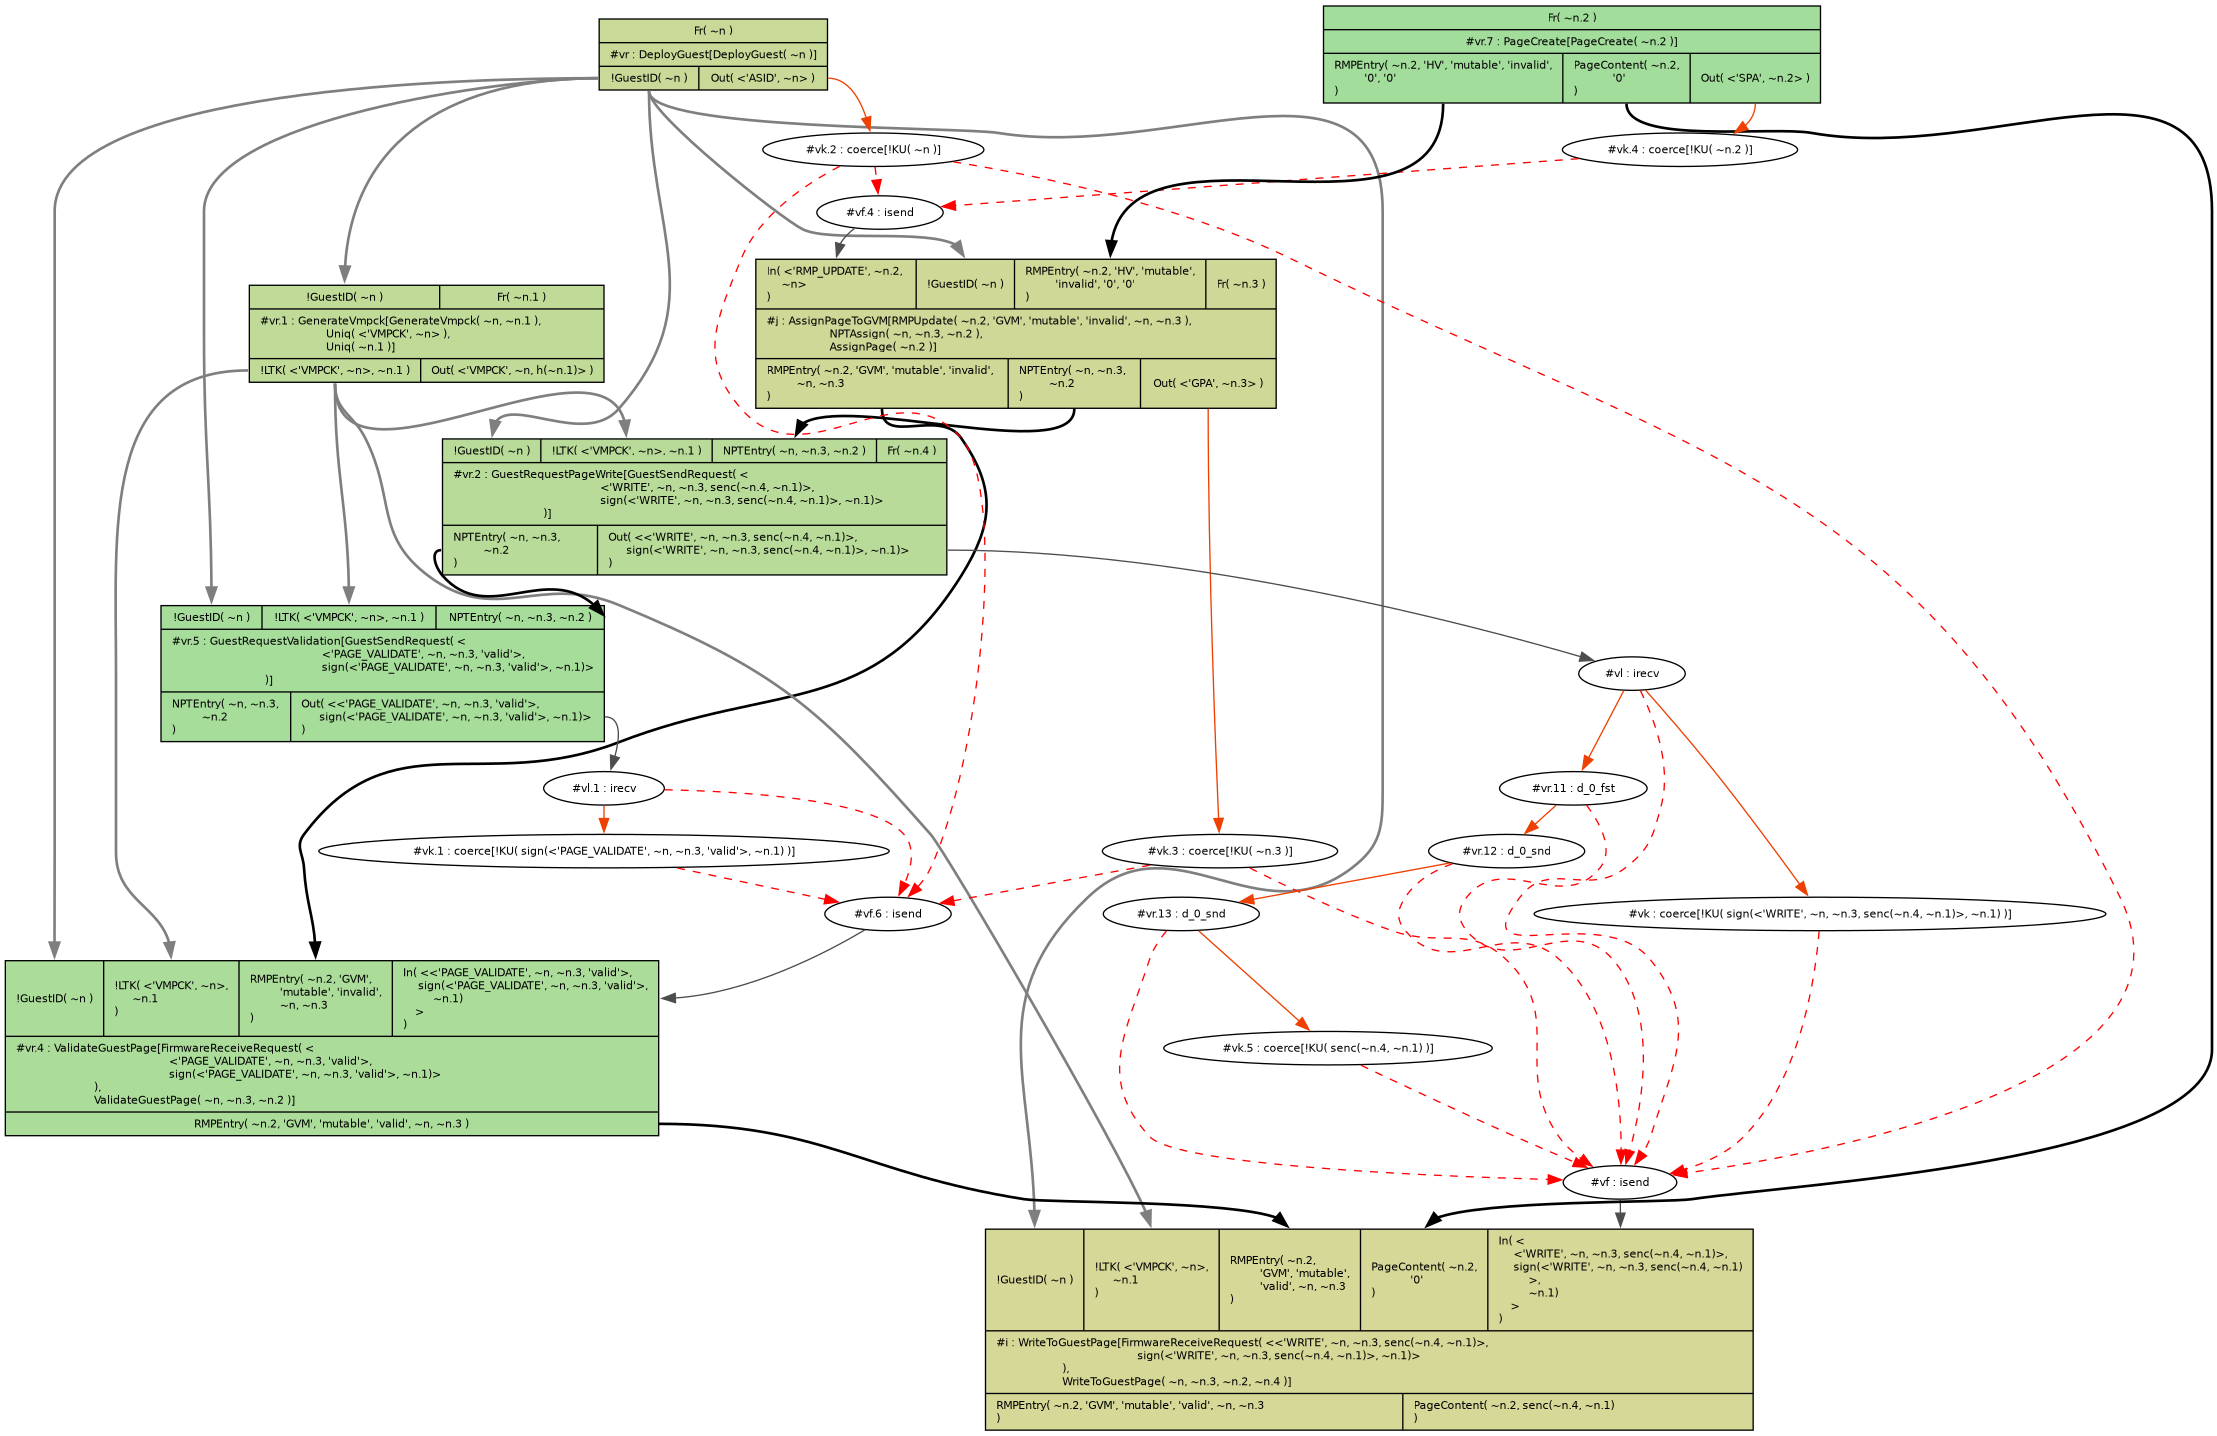 Fr( ~n )
#vr : DeployGuest[DeployGuest( ~n )]
!GuestID( ~n )
Out( <'ASID', ~n> )
Fr( ~n.2 )
#vr.7 : PageCreate[PageCreate( ~n.2 )]
RMPEntry( ~n.2, 'HV', 'mutable', 'invalid',
'0', '0'
)
PageContent( ~n.2,
'0'
)
Out( <'SPA', ~n.2> )
#vk.2 : coerce[!KU( ~n )]
#vk.4 : coerce[!KU( ~n.2 )]
#vf.4 : isend
In( <'RMP_UPDATE', ~n.2,
~n>
)
!GuestID( ~n )
RMPEntry( ~n.2, 'HV', 'mutable',
'invalid', '0', '0'
)
Fr( ~n.3 )
#j : AssignPageToGVM[RMPUpdate( ~n.2, 'GVM', 'mutable', 'invalid', ~n, ~n.3 ),
NPTAssign( ~n, ~n.3, ~n.2 ),
AssignPage( ~n.2 )]
RMPEntry( ~n.2, 'GVM', 'mutable', 'invalid',
~n, ~n.3
)
NPTEntry( ~n, ~n.3,
~n.2
)
Out( <'GPA', ~n.3> )
!GuestID( ~n )
Fr( ~n.1 )
#vr.1 : GenerateVmpck[GenerateVmpck( ~n, ~n.1 ),
Uniq( <'VMPCK', ~n> ),
Uniq( ~n.1 )]
!LTK( <'VMPCK', ~n>, ~n.1 )
Out( <'VMPCK', ~n, h(~n.1)> )
!GuestID( ~n )
!LTK( <'VMPCK', ~n>, ~n.1 )
NPTEntry( ~n, ~n.3, ~n.2 )
Fr( ~n.4 )
#vr.2 : GuestRequestPageWrite[GuestSendRequest( <
<'WRITE', ~n, ~n.3, senc(~n.4, ~n.1)>,
sign(<'WRITE', ~n, ~n.3, senc(~n.4, ~n.1)>, ~n.1)>
)]
NPTEntry( ~n, ~n.3,
~n.2
)
Out( <<'WRITE', ~n, ~n.3, senc(~n.4, ~n.1)>,
sign(<'WRITE', ~n, ~n.3, senc(~n.4, ~n.1)>, ~n.1)>
)
!GuestID( ~n )
!LTK( <'VMPCK', ~n>, ~n.1 )
NPTEntry( ~n, ~n.3, ~n.2 )
#vr.5 : GuestRequestValidation[GuestSendRequest( <
<'PAGE_VALIDATE', ~n, ~n.3, 'valid'>,
sign(<'PAGE_VALIDATE', ~n, ~n.3, 'valid'>, ~n.1)>
)]
NPTEntry( ~n, ~n.3,
~n.2
)
Out( <<'PAGE_VALIDATE', ~n, ~n.3, 'valid'>,
sign(<'PAGE_VALIDATE', ~n, ~n.3, 'valid'>, ~n.1)>
)
#vl : irecv
#vl.1 : irecv
#vr.11 : d_0_fst
#vk.1 : coerce[!KU( sign(<'PAGE_VALIDATE', ~n, ~n.3, 'valid'>, ~n.1) )]
#vk.3 : coerce[!KU( ~n.3 )]
#vr.12 : d_0_snd
#vf.6 : isend
#vr.13 : d_0_snd
#vk : coerce[!KU( sign(<'WRITE', ~n, ~n.3, senc(~n.4, ~n.1)>, ~n.1) )]
!GuestID( ~n )
!LTK( <'VMPCK', ~n>,
~n.1
)
RMPEntry( ~n.2, 'GVM',
'mutable', 'invalid',
~n, ~n.3
)
In( <<'PAGE_VALIDATE', ~n, ~n.3, 'valid'>,
sign(<'PAGE_VALIDATE', ~n, ~n.3, 'valid'>,
~n.1)
>
)
#vr.4 : ValidateGuestPage[FirmwareReceiveRequest( <
<'PAGE_VALIDATE', ~n, ~n.3, 'valid'>,
sign(<'PAGE_VALIDATE', ~n, ~n.3, 'valid'>, ~n.1)>
),
ValidateGuestPage( ~n, ~n.3, ~n.2 )]
RMPEntry( ~n.2, 'GVM', 'mutable', 'valid', ~n, ~n.3 )
#vk.5 : coerce[!KU( senc(~n.4, ~n.1) )]
#vf : isend
!GuestID( ~n )
!LTK( <'VMPCK', ~n>,
~n.1
)
RMPEntry( ~n.2,
'GVM', 'mutable',
'valid', ~n, ~n.3
)
PageContent( ~n.2,
'0'
)
In( <
<'WRITE', ~n, ~n.3, senc(~n.4, ~n.1)>,
sign(<'WRITE', ~n, ~n.3, senc(~n.4, ~n.1)
>,
~n.1)
>
)
#i : WriteToGuestPage[FirmwareReceiveRequest( <<'WRITE', ~n, ~n.3, senc(~n.4, ~n.1)>,
sign(<'WRITE', ~n, ~n.3, senc(~n.4, ~n.1)>, ~n.1)>
),
WriteToGuestPage( ~n, ~n.3, ~n.2, ~n.4 )]
RMPEntry( ~n.2, 'GVM', 'mutable', 'valid', ~n, ~n.3
)
PageContent( ~n.2, senc(~n.4, ~n.1)
)